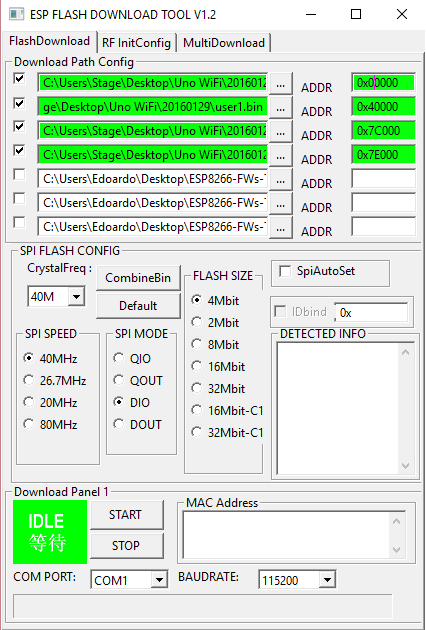 ESP FLASH DOWNLOAD TOOL V1.2
FlashDownload RF InitConfig MultiDownload
Download Path Config
C:\Users\Stage\Desktop\Uno WiFi\2016012 ... ADDR 0x00000
ge\Desktop\Uno WiFi\20160129\user1.bin ... ADDR 0x40000
C:\Users\Stage\Desktop\Uno WiFi\2016012 ... ADDR 0x7C000
C:\Users\Stage\Desktop\Uno WiFi\2016012 ... ADDR 0x7E000
C:\Users\Edoardo\Desktop\ESP8266-FWs- ... ADDR
C:\Users\Edoardo\Desktop\ESP8266-FWs- ... ADDR
C:\Users\Edoardo\Desktop\ESP8266-FWs- ... ADDR
SPI FLASH CONFIG
CrystalFreq :
40M
CombineBin
Default
SPI SPEED
40MHz
26.7MHz
20MHz
80MHz
SPI MODE
QIO
QOUT
DIO
DOUT
FLASH SIZE
4Mbit
2Mbit
8Mbit
16Mbit
32Mbit
16Mbit-C1
32Mbit-C1
SpiAutoSet
IDbind 0x
DETECTED INFO
Download Panel 1
IDLE
等待
START
STOP
MAC Address
COM PORT: COM1 BAUDRATE: 115200